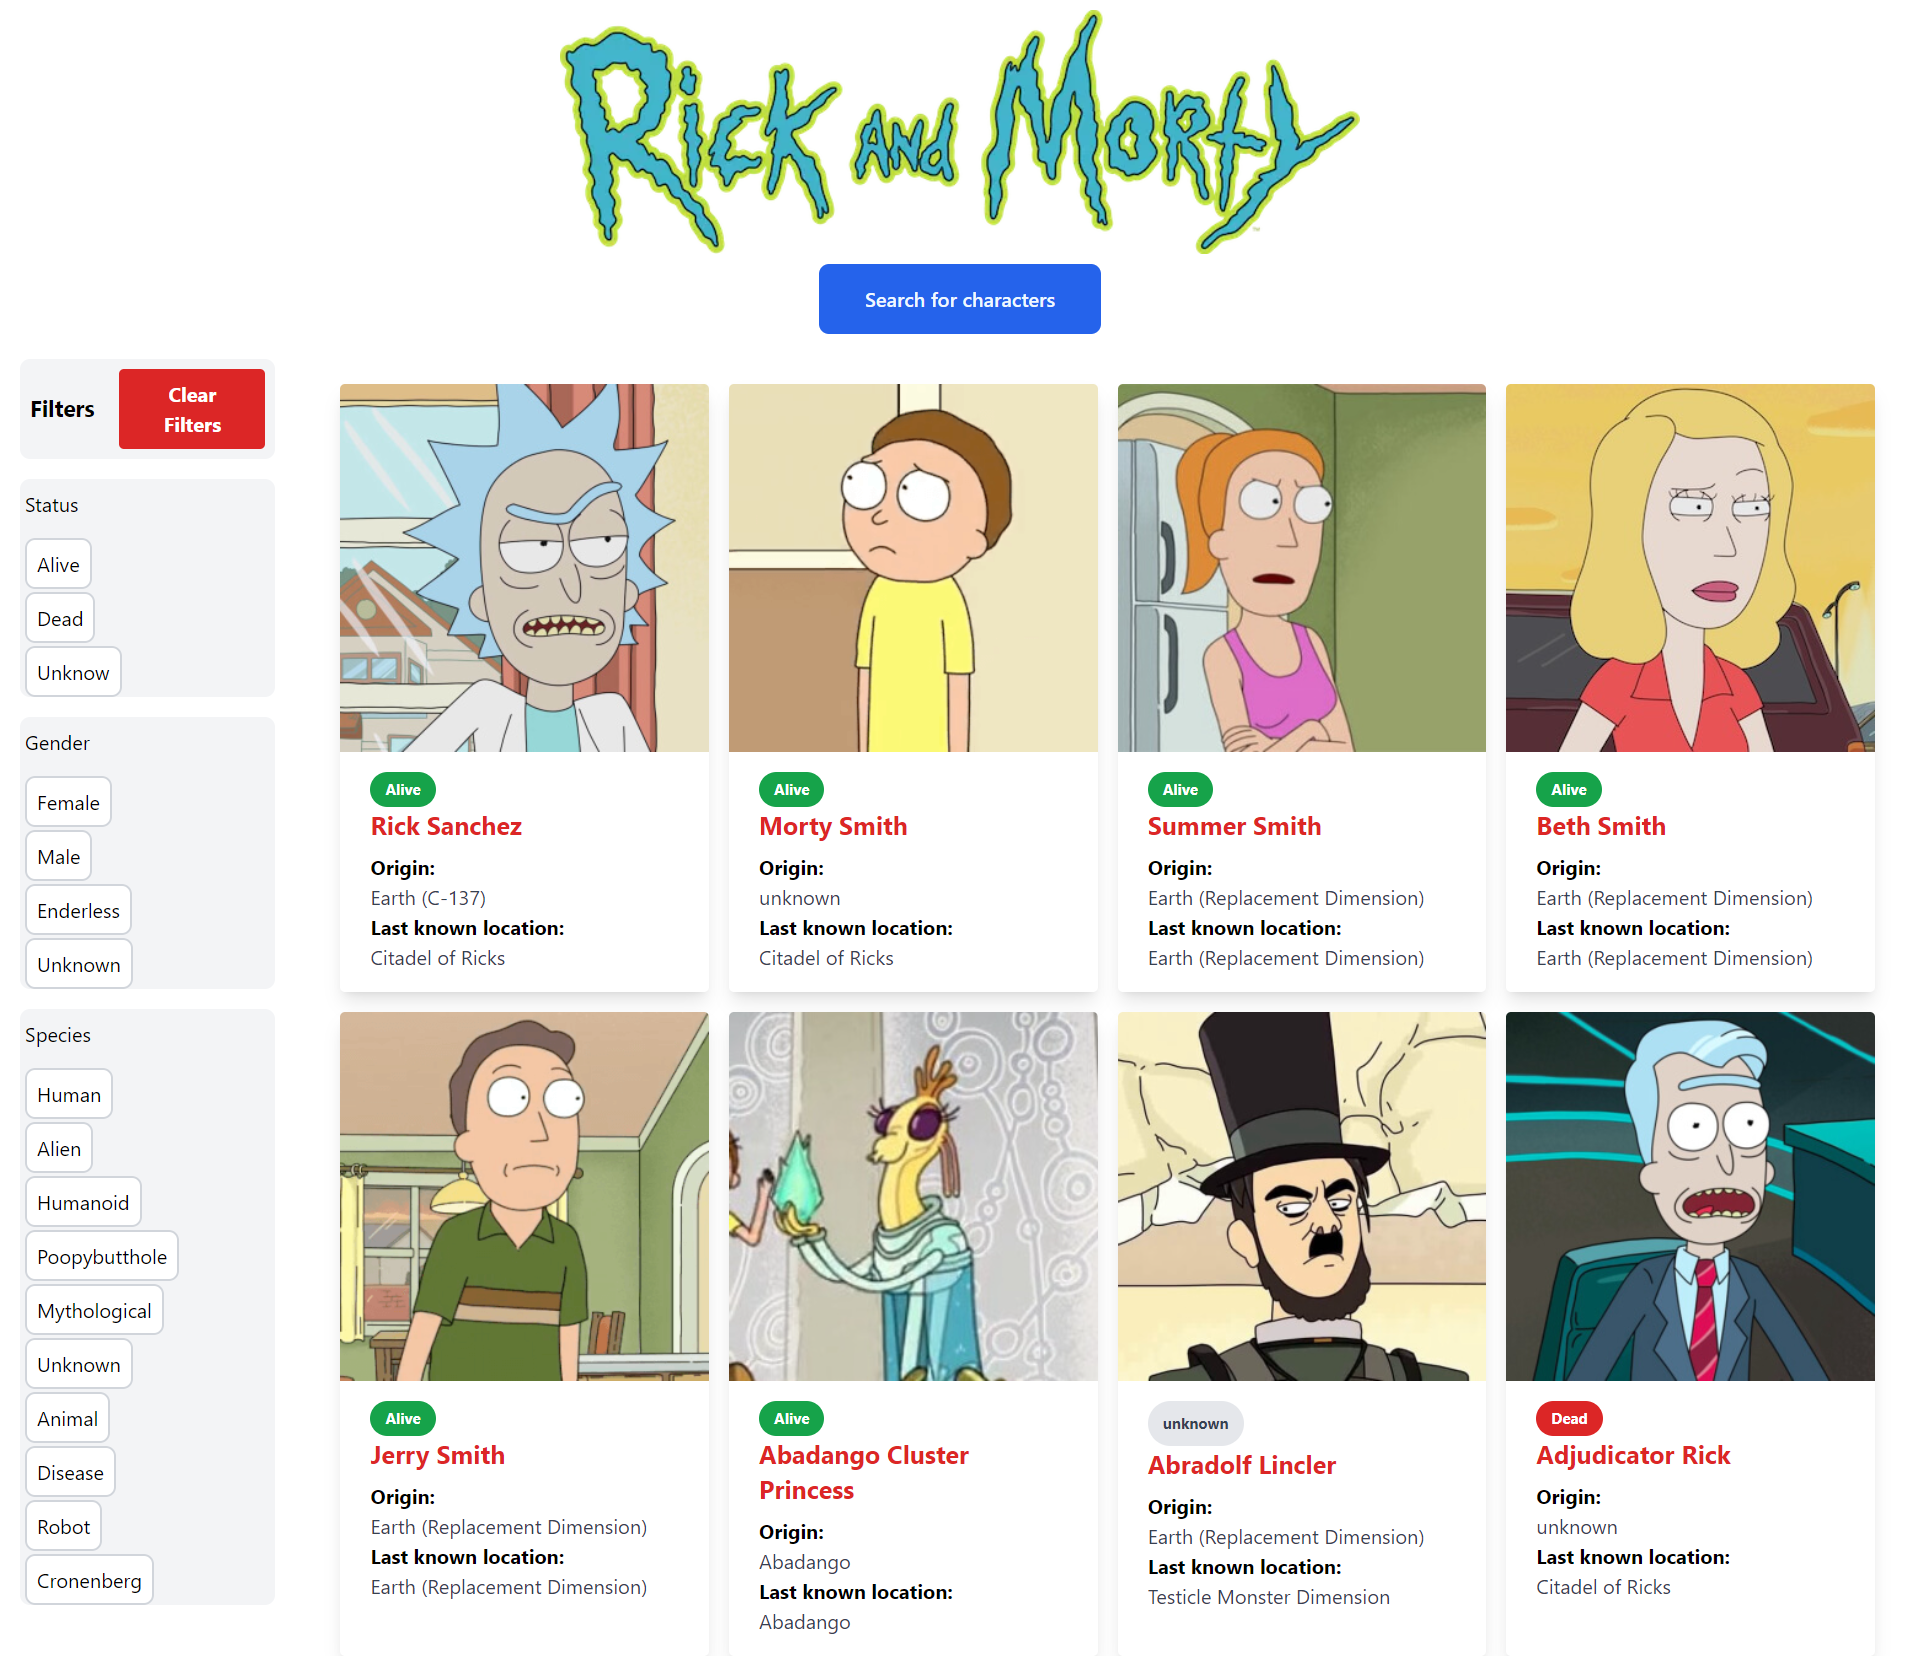 Rick and Morty
™
Search for characters
Filters
Clear
Filters
Status
Alive
Dead
Unknow
Gender
Female
Male
Enderless
Unknown
Species
Human
Alien
Humanoid
Poopybutthole
Mythological
Unknown
Animal
Disease
Robot
Cronenberg
Alive
Rick Sanchez
Origin:
Earth (C-137)
Last known location:
Citadel of Ricks
Alive
Morty Smith
Origin:
unknown
Last known location:
Citadel of Ricks
Alive
Summer Smith
Origin:
Earth (Replacement Dimension)
Last known location:
Earth (Replacement Dimension)
Alive
Beth Smith
Origin:
Earth (Replacement Dimension)
Last known location:
Earth (Replacement Dimension)
Alive
Jerry Smith
Origin:
Earth (Replacement Dimension)
Last known location:
Earth (Replacement Dimension)
Alive
Abadango Cluster
Princess
Origin:
Abadango
Last known location:
Abadango
unknown
Abradolf Lincler
Origin:
Earth (Replacement Dimension)
Last known location:
Testicle Monster Dimension
Dead
Adjudicator Rick
Origin:
unknown
Last known location:
Citadel of Ricks